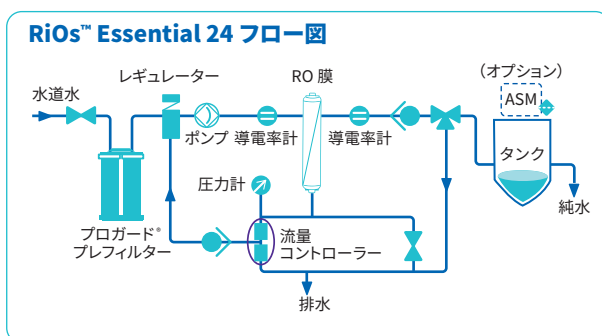 RiOs™ Essential 24 フロー図
(オプション)
レギュレーター
RO 膜
ASM
水道水
ポンプ
導電率計
導電率計
タンク
圧力計
純水
プロガード®
プレフィルター
流量
コントローラー
排水